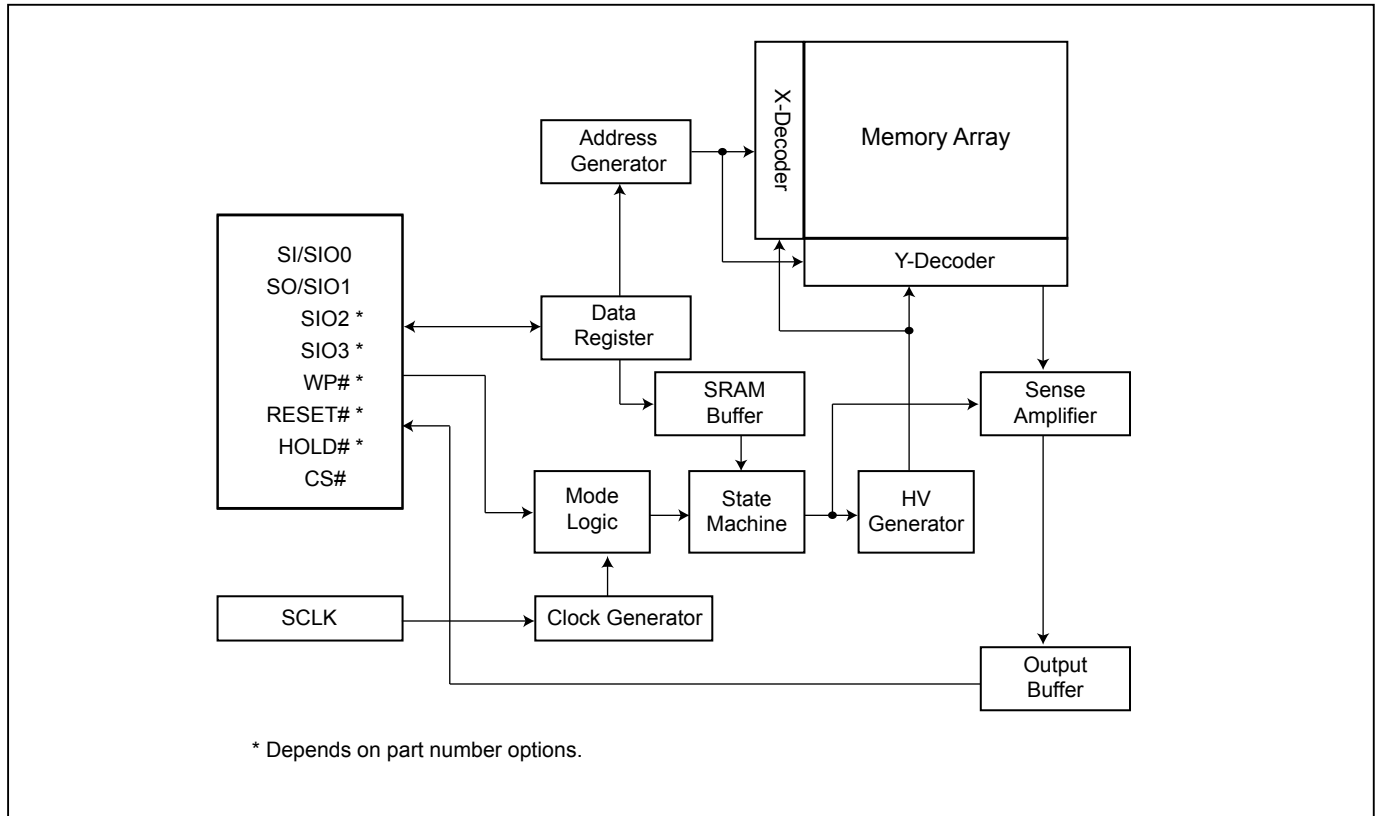 X-Decoder
Memory Array
Address
Generator
Y-Decoder
SI/SIO0
SO/SIO1
SIO2 *
SIO3 *
WP# *
RESET# *
HOLD# *
CS#
Data
Register
SRAM
Buffer
Sense
Amplifier
Mode
Logic
State
Machine
HV
Generator
SCLK
Clock Generator
Output
Buffer
* Depends on part number options.